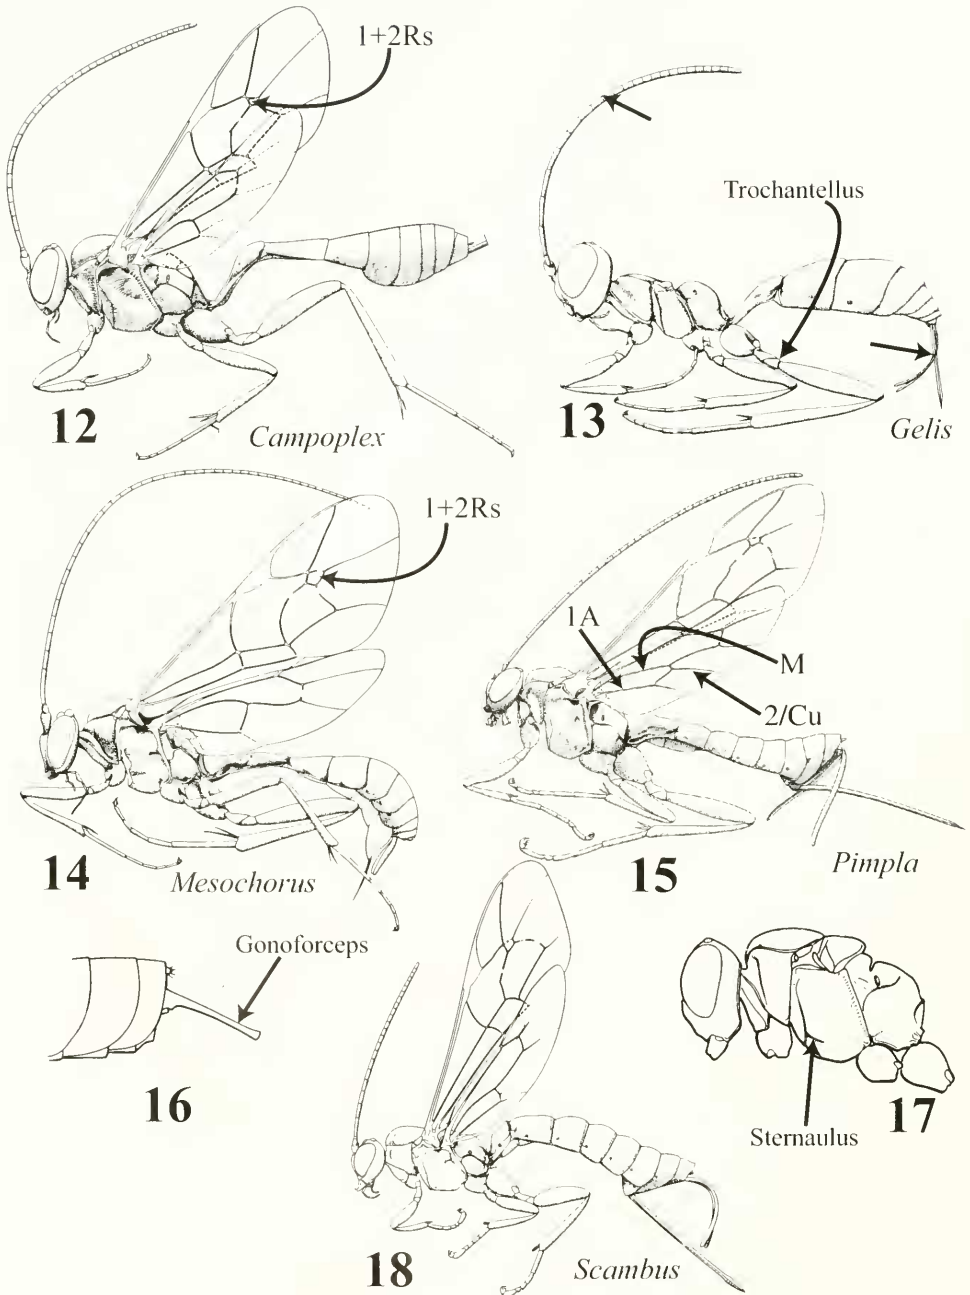 1+2Rs
Trochantellus
12
Campoplex
13
Gelis
1+2Rs
1A
M
2/Cu
14
Mesochorus
15
Pimpla
Gonoforceps
16
17
Sternaulus
18
Scambus